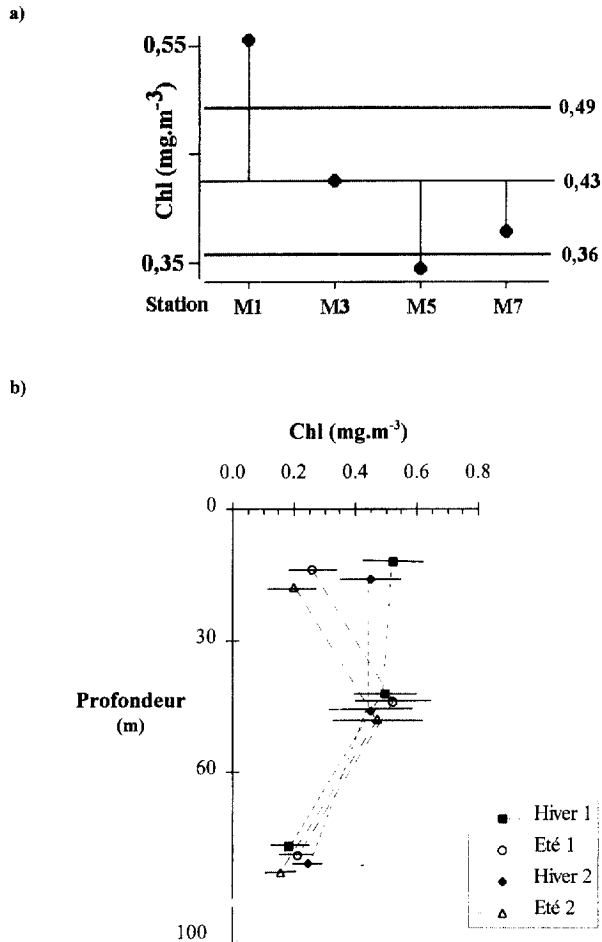 a)
0,55
Chl (mg.m-3)
0,49
0,43
0,36
0,35
Station M1 M3 M5 M7
b)
Chl (mg.m-3)
0.0 0.2 0.4 0.6 0.8
0
30
Profondeur
(m)
60
Hiver 1
Eté 1
Hiver 2
Eté 2
100